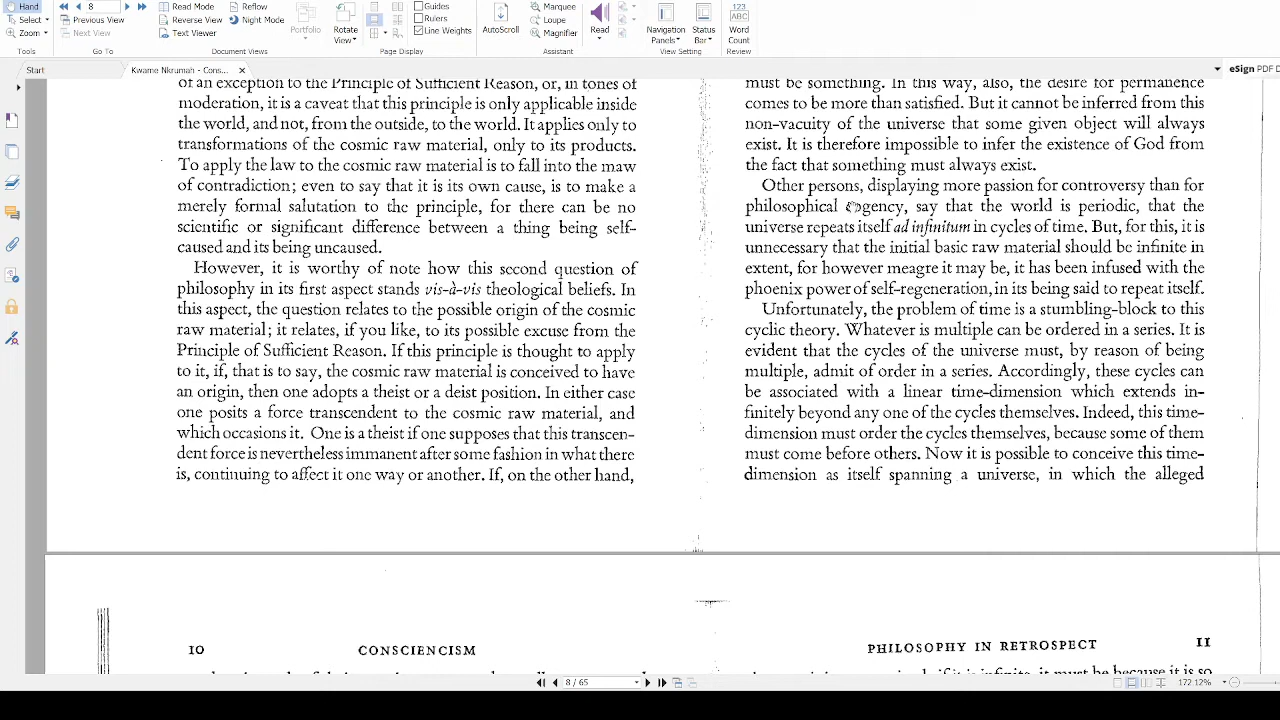 Hand
8
Read Mode
Reflow
Guides
Marquee
123
Select
Previous View
Reverse View
Night Mode
Rulers
Loupe
ABC
Zoom
Next View
Text Viewer
Portfolio
Rotate View
Line Weights
AutoScroll
Magnifier
Read
Navigation Panels
Status Bar
Word Count
Tools
Go To
Document Views
Page Display
Assistant
View Setting
Review
Start
Kwame Nkrumah - Cons...
eSign PDF D
of an exception to the Principle of Sufficient Reason, or, in tones of
moderation, it is a caveat that this principle is only applicable inside
the world, and not, from the outside, to the world. It applies only to
transformations of the cosmic raw material, only to its products.
To apply the law to the cosmic raw material is to fall into the maw
of contradiction; even to say that it is its own cause, is to make a
merely formal salutation to the principle, for there can be no
scientific or significant difference between a thing being self-
caused and its being uncaused.
However, it is worthy of note how this second question of
philosophy in its first aspect stands vis-à-vis theological beliefs. In
this aspect, the question relates to the possible origin of the cosmic
raw material; it relates, if you like, to its possible excuse from the
Principle of Sufficient Reason. If this principle is thought to apply
to it, if, that is to say, the cosmic raw material is conceived to have
an origin, then one adopts a theist or a deist position. In either case
one posits a force transcendent to the cosmic raw material, and
which occasions it. One is a theist if one supposes that this transcen-
dent force is nevertheless immanent after some fashion in what there
is, continuing to affect it one way or another. If, on the other hand,
must be something. In this way, also, the desire for permanence
comes to be more than satisfied. But it cannot be inferred from this
non-vacuity of the universe that some given object will always
exist. It is therefore impossible to infer the existence of God from
the fact that something must always exist.
Other persons, displaying more passion for controversy than for
philosophical cogency, say that the world is periodic, that the
universe repeats itself ad infinitum in cycles of time. But, for this, it is
unnecessary that the initial basic raw material should be infinite in
extent, for however meagre it may be, it has been infused with the
phoenix power of self-regeneration, in its being said to repeat itself.
Unfortunately, the problem of time is a stumbling-block to this
cyclic theory. Whatever is multiple can be ordered in a series. It is
evident that the cycles of the universe must, by reason of being
multiple, admit of order in a series. Accordingly, these cycles can
be associated with a linear time-dimension which extends in-
finitely beyond any one of the cycles themselves. Indeed, this time-
dimension must order the cycles themselves, because some of them
must come before others. Now it is possible to conceive this time-
dimension as itself spanning a universe, in which the alleged
10
CONSCIENCISM
PHILOSOPHY IN RETROSPECT
11
it must be because it is so
8 / 65
172.12%